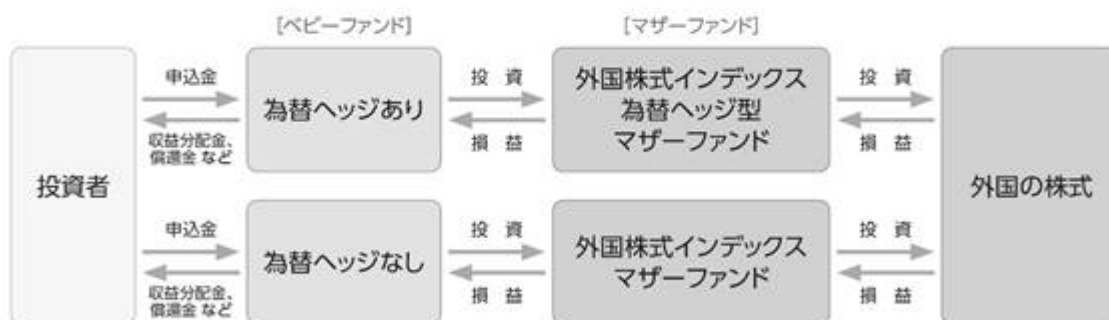 [ベビーファンド]
[マザーファンド]
投資者
申込金
収益分配金、
償還金 など
為替ヘッジあり
投 資
損 益
外国株式インデックス
為替ヘッジ型
マザーファンド
投 資
損 益
申込金
収益分配金、
償還金 など
為替ヘッジなし
投 資
損 益
外国株式インデックス
マザーファンド
投 資
損 益
外国の株式